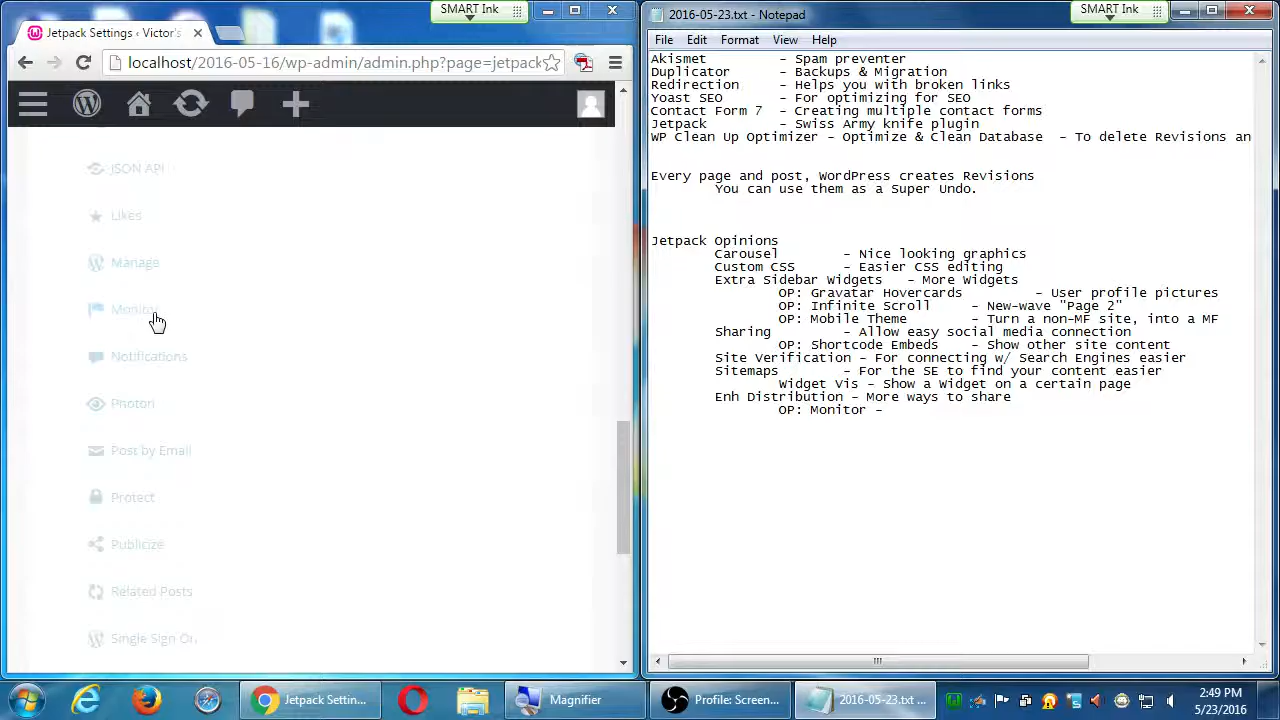 SMART Ink
Jetpack Settings ‹ Victor's
localhost/2016-05-16/wp-admin/admin.php?page=jetpack
JSON API
Likes
Manage
Monitor
Notifications
Photon
Post by Email
Protect
Publicize
Related Posts
Single Sign On
2016-05-23.txt - Notepad
SMART Ink
File Edit Format View Help
Akismet - Spam preventer
Duplicator - Backups & Migration
Redirection - Helps you with broken links
Yoast SEO - For optimizing for SEO
Contact Form 7 - Creating multiple contact forms
Jetpack - Swiss Army knife plugin
WP Clean Up Optimizer - Optimize & Clean Database - To delete Revisions an
Every page and post, WordPress creates Revisions
You can use them as a Super Undo.
Jetpack Opinions
Carousel - Nice looking graphics
Custom CSS - Easier CSS editing
Extra Sidebar Widgets - More Widgets
OP: Gravatar Hovercards - User profile pictures
OP: Infinite Scroll - New-wave "Page 2"
OP: Mobile Theme - Turn a non-MF site, into a MF
Sharing - Allow easy social media connection
OP: Shortcode Embeds - Show other site content
Site Verification - For connecting w/ Search Engines easier
Sitemaps - For the SE to find your content easier
Widget Vis - Show a Widget on a certain page
Enh Distribution - More ways to share
OP: Monitor -
Jetpack Settin...
Magnifier
Profile: Screen...
2016-05-23.txt ...
2:49 PM
5/23/2016